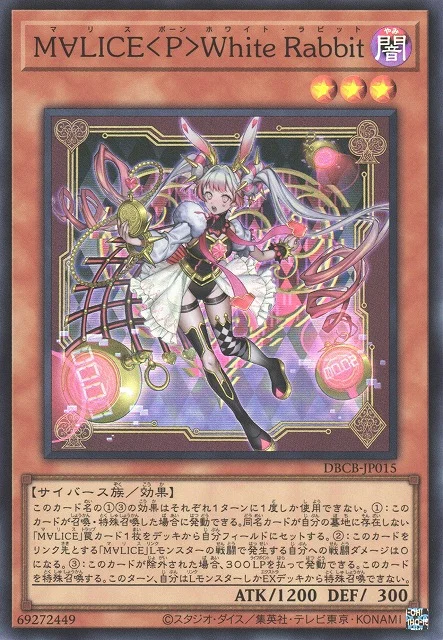 マリス ポーン ホワイト・ラビット
M∀LICE<P>White Rabbit
やみ
闇
DBCB-JP015
【サイバース族/効果】
このカード名の①③の効果はそれぞれ1ターンに1度しか使用できない。①:この
カードが召喚・特殊召喚した場合に発動できる。同名カードが自分の墓地に存在しない
「M∀LICE」罠カード1枚をデッキから自分フィールドにセットする。②:このカードを
リンク先とする「M∀LICE」Lモンスターの戦闘で発生する自分への戦闘ダメージは0
になる。③:このカードが除外された場合、300LPを払って発動できる。このカード
を特殊召喚する。このターン、自分はLモンスターしかEXデッキから特殊召喚できない。
ATK/1200 DEF/ 300
69272449
©スタジオ・ダイス/集英社・テレビ東京・KONAMI